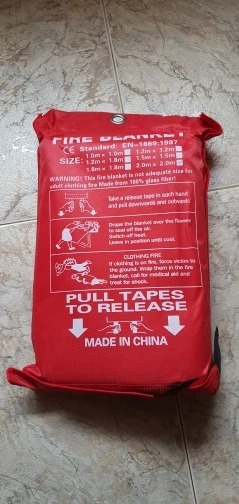 FIRE BLANKET
CE Standard: EN-1869:1997
SIZE: 1.0m x 1.0m 1.2m x 1.2m
1.2m x 1.8m 1.5m x 1.5m
1.8m x 1.8m 2.0m x 2.0m
WARNING! This fire blanket is not adequate size for
adult clothing fire Made from 100% glass fiber!
Take a release tape in each hand
and pull downwards and outwards
Drape the blanket over the flames
to seal off the air.
Switch off heat.
Leave in position until cool.
CLOTHING FIRE
If clothing is on fire, force victim to
the ground. Wrap them in the fire
blanket, call for medical aid and
treat for shock.
PULL TAPES
TO RELEASE
MADE IN CHINA